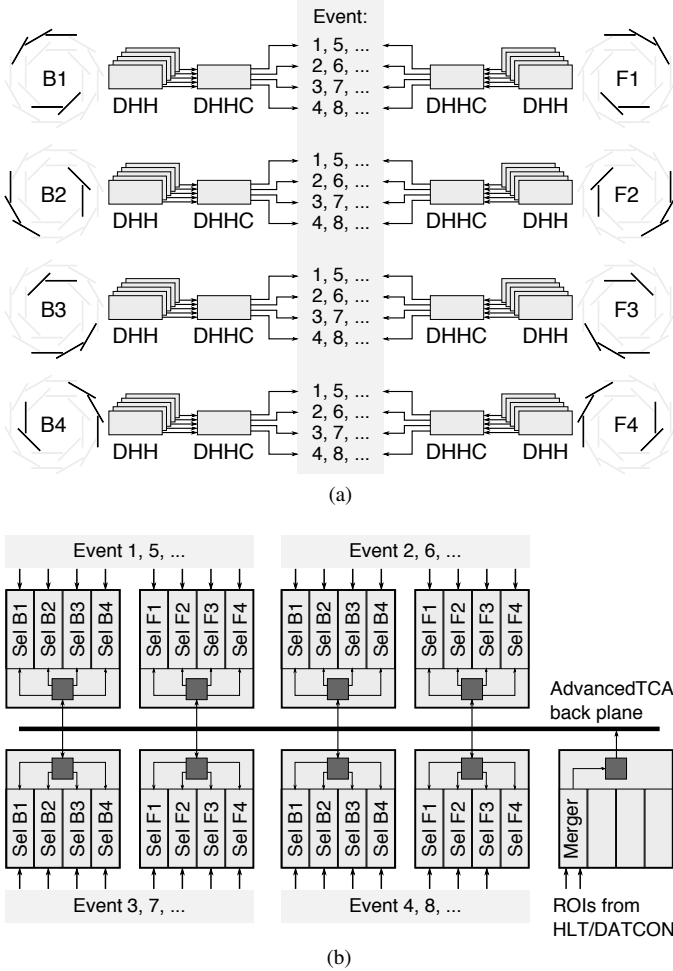 Event:
B1
DHH
DHHC
1, 5, ...
2, 6, ...
3, 7, ...
4, 8, ...
DHHC
DHH
F1
B2
DHH
DHHC
1, 5, ...
2, 6, ...
3, 7, ...
4, 8, ...
DHHC
DHH
F2
B3
DHH
DHHC
1, 5, ...
2, 6, ...
3, 7, ...
4, 8, ...
DHHC
DHH
F3
B4
DHH
DHHC
1, 5, ...
2, 6, ...
3, 7, ...
4, 8, ...
DHHC
DHH
F4
(a)
Event 1, 5, ...
Event 2, 6, ...
Sel B1
Sel B2
Sel B3
Sel B4
Sel F1
Sel F2
Sel F3
Sel F4
Sel B1
Sel B2
Sel B3
Sel B4
Sel F1
Sel F2
Sel F3
Sel F4
AdvancedTCA
back plane
Sel B1
Sel B2
Sel B3
Sel B4
Sel F1
Sel F2
Sel F3
Sel F4
Sel B1
Sel B2
Sel B3
Sel B4
Sel F1
Sel F2
Sel F3
Sel F4
Merger
Event 3, 7, ...
Event 4, 8, ...
ROIs from
HLT/DATCON
(b)